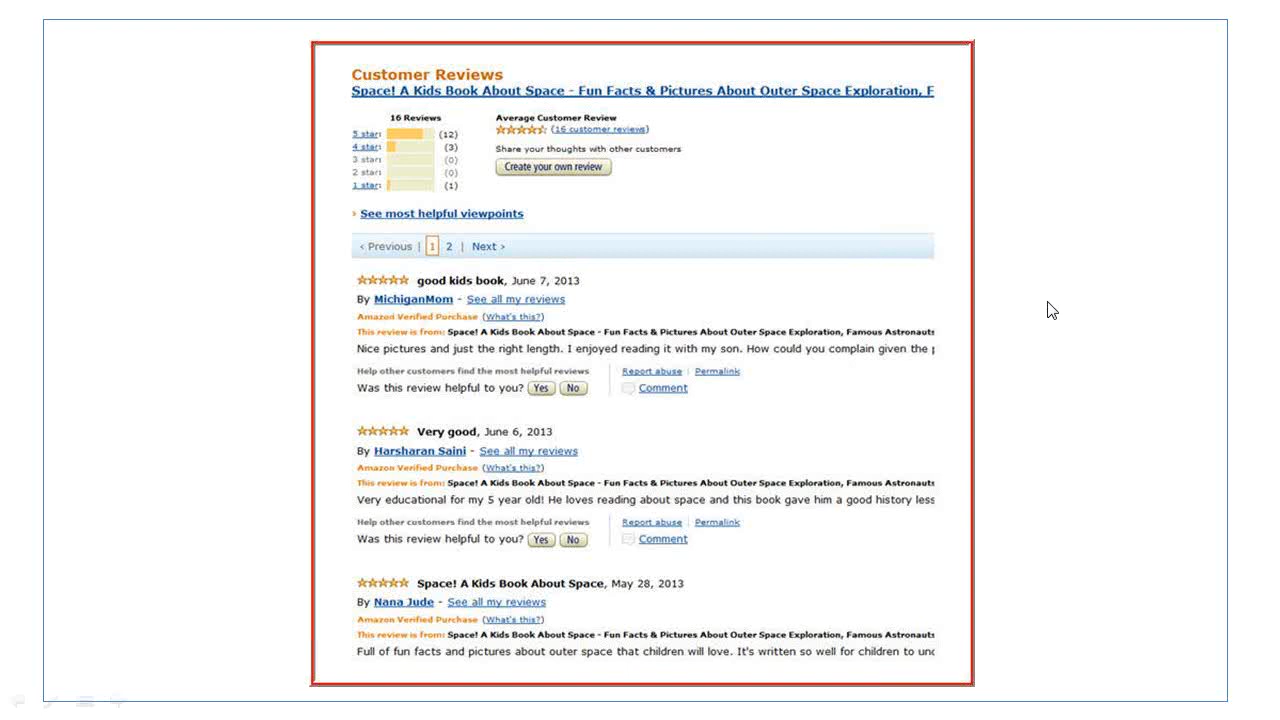 Customer Reviews
Space! A Kids Book About Space - Fun Facts & Pictures About Outer Space Exploration, F
16 Reviews
5 star: (12)
4 star: (3)
3 star: (0)
2 star: (0)
1 star: (1)
Average Customer Review
(16 customer reviews)
Share your thoughts with other customers
Create your own review
› See most helpful viewpoints
‹ Previous | 1 2 | Next ›
good kids book, June 7, 2013
By MichiganMom - See all my reviews
Amazon Verified Purchase (What's this?)
This review is from: Space! A Kids Book About Space - Fun Facts & Pictures About Outer Space Exploration, Famous Astronauts
Nice pictures and just the right length. I enjoyed reading it with my son. How could you complain given the
Help other customers find the most helpful reviews
Was this review helpful to you? Yes No
Report abuse | Permalink
Comment
Very good, June 6, 2013
By Harsharan Saini - See all my reviews
Amazon Verified Purchase (What's this?)
This review is from: Space! A Kids Book About Space - Fun Facts & Pictures About Outer Space Exploration, Famous Astronauts
Very educational for my 5 year old! He loves reading about space and this book gave him a good history less
Help other customers find the most helpful reviews
Was this review helpful to you? Yes No
Report abuse | Permalink
Comment
Space! A Kids Book About Space, May 28, 2013
By Nana Jude - See all my reviews
Amazon Verified Purchase (What's this?)
This review is from: Space! A Kids Book About Space - Fun Facts & Pictures About Outer Space Exploration, Famous Astronauts
Full of fun facts and pictures about outer space that children will love. It's written so well for children to